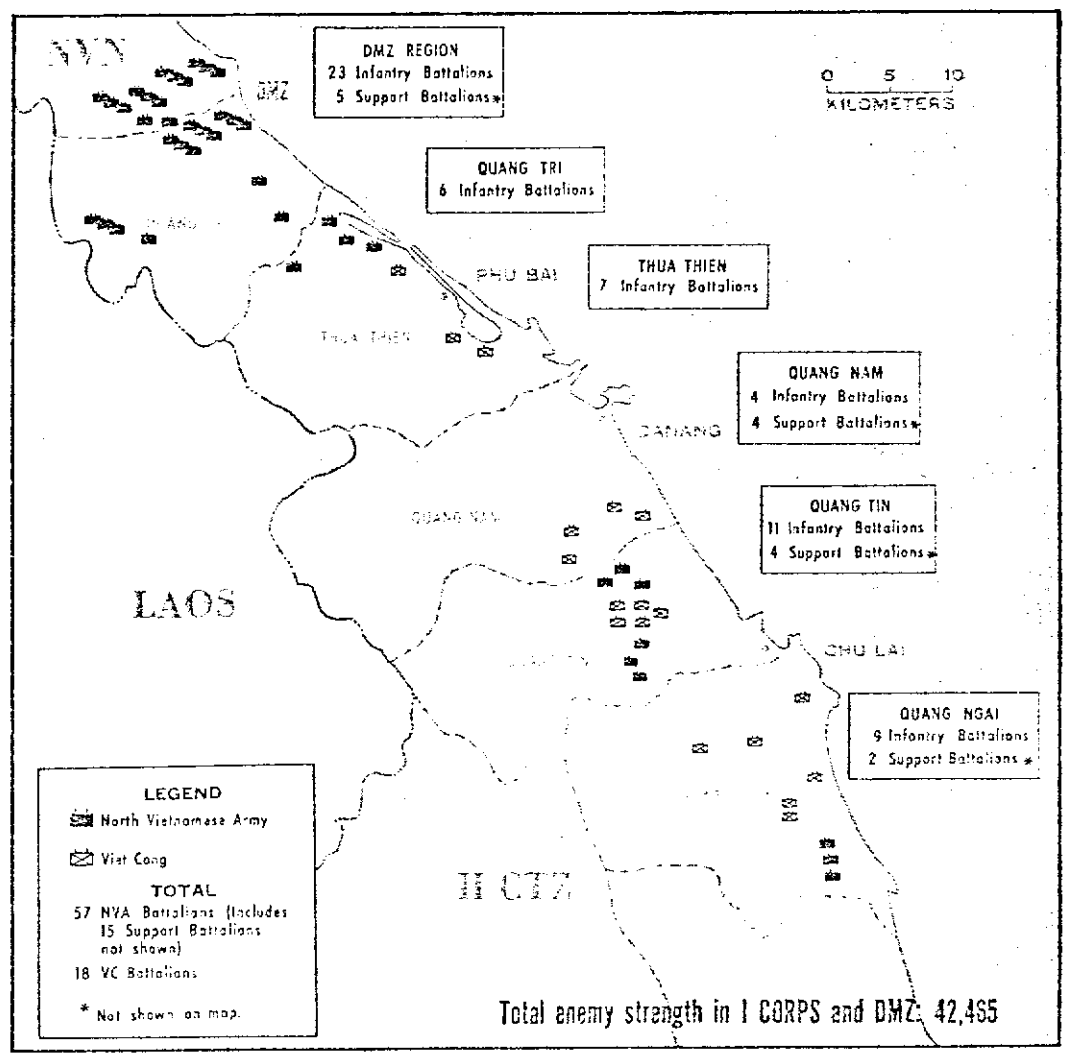 NVN
DMZ
DMZ REGION
23 Infantry Battalions
5 Support Battalions*
0 5 10
KILOMETERS
QUANG TRI
6 Infantry Battalions
PHU BAI
THUA THIEN
7 Infantry Battalions
THUA THIEN
QUANG NAM
4 Infantry Battalions
4 Support Battalions*
DANANG
QUANG NAM
QUANG TIN
11 Infantry Battalions
4 Support Battalions*
LAOS
CHU LAI
QUANG NGAI
9 Infantry Battalions
2 Support Battalions*
LEGEND
North Vietnamese Army
Viet Cong
TOTAL
57 NVA Battalions (Includes
15 Support Battalions
not shown)
18 VC Battalions
* Not shown on map.
II CTZ
Total enemy strength in I CORPS and DMZ: 42,465